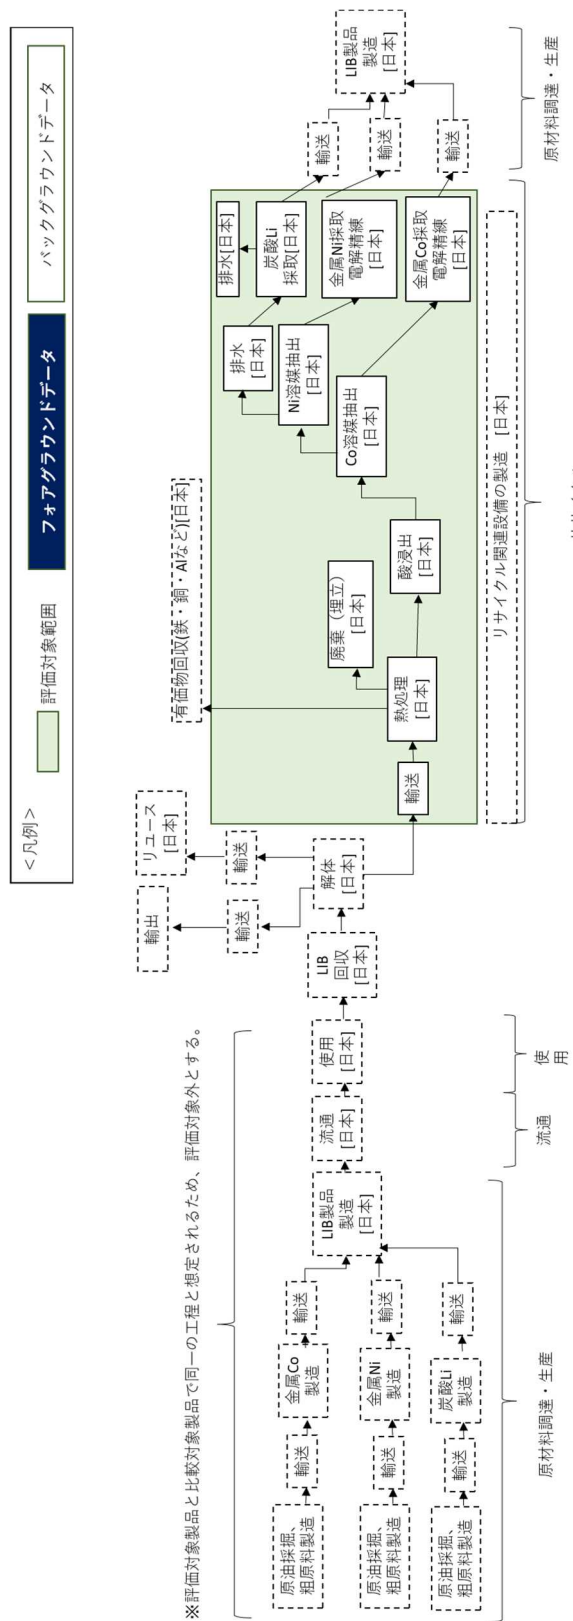 ＜凡例＞
評価対象範囲
フォアグラウンドデータ
バックグラウンドデータ
※評価対象製品と比較対象製品で同一の工程と想定されるため、評価対象外とする。
原油採掘、
粗原料製造
輸送
金属Co
製造
輸送
原油採掘、
粗原料製造
輸送
金属Ni
製造
輸送
原油採掘、
粗原料製造
輸送
炭酸Li
製造
輸送
LIB製品
製造
[日本]
流通
[日本]
使用
[日本]
LIB
回収
[日本]
解体
[日本]
輸送
輸出
輸送
リユース
[日本]
輸送
熱処理
[日本]
有価物回収(鉄・銅・Alなど)[日本]
廃棄（埋立）
[日本]
酸浸出
[日本]
Co溶媒抽出
[日本]
Ni溶媒抽出
[日本]
排水
[日本]
排水[日本]
炭酸Li
採取[日本]
金属Ni採取
電解精練
[日本]
金属Co採取
電解精練
[日本]
輸送
輸送
輸送
LIB製品
製造
[日本]
リサイクル関連設備の製造　[日本]
原材料調達・生産
流通
使
用
原材料調達・生産